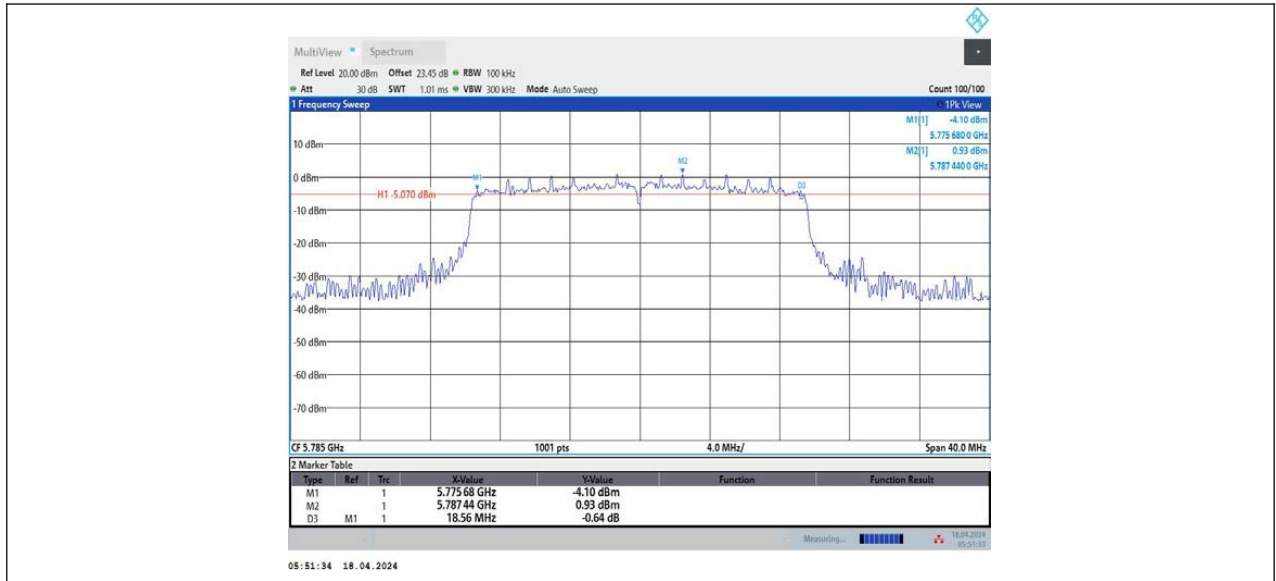 MultiView Spectrum
Ref Level 20.00 dBm Offset 23.45 dB RBW 100 kHz
Att 30 dB SWT 1.01 ms VBW 300 kHz Mode Auto Sweep Count 100/100
1 Frequency Sweep 1Pk View
M1[1] -4.10 dBm
5.775 680 0 GHz
10 dBm
M2[1] 0.93 dBm
5.787 440 0 GHz
M2
0 dBm M1 D3
H1 -5.070 dBm
-10 dBm
-20 dBm
-30 dBm
-40 dBm
-50 dBm
-60 dBm
-70 dBm
CF 5.785 GHz 1001 pts 4.0 MHz/ Span 40.0 MHz
2 Marker Table
Type Ref Trc X-Value Y-Value Function Function Result
M1 1 5.775 68 GHz -4.10 dBm
M2 1 5.787 44 GHz 0.93 dBm
D3 M1 1 18.56 MHz -0.64 dB
Measuring... 18.04.2024
05:51:33
05:51:34 18.04.2024